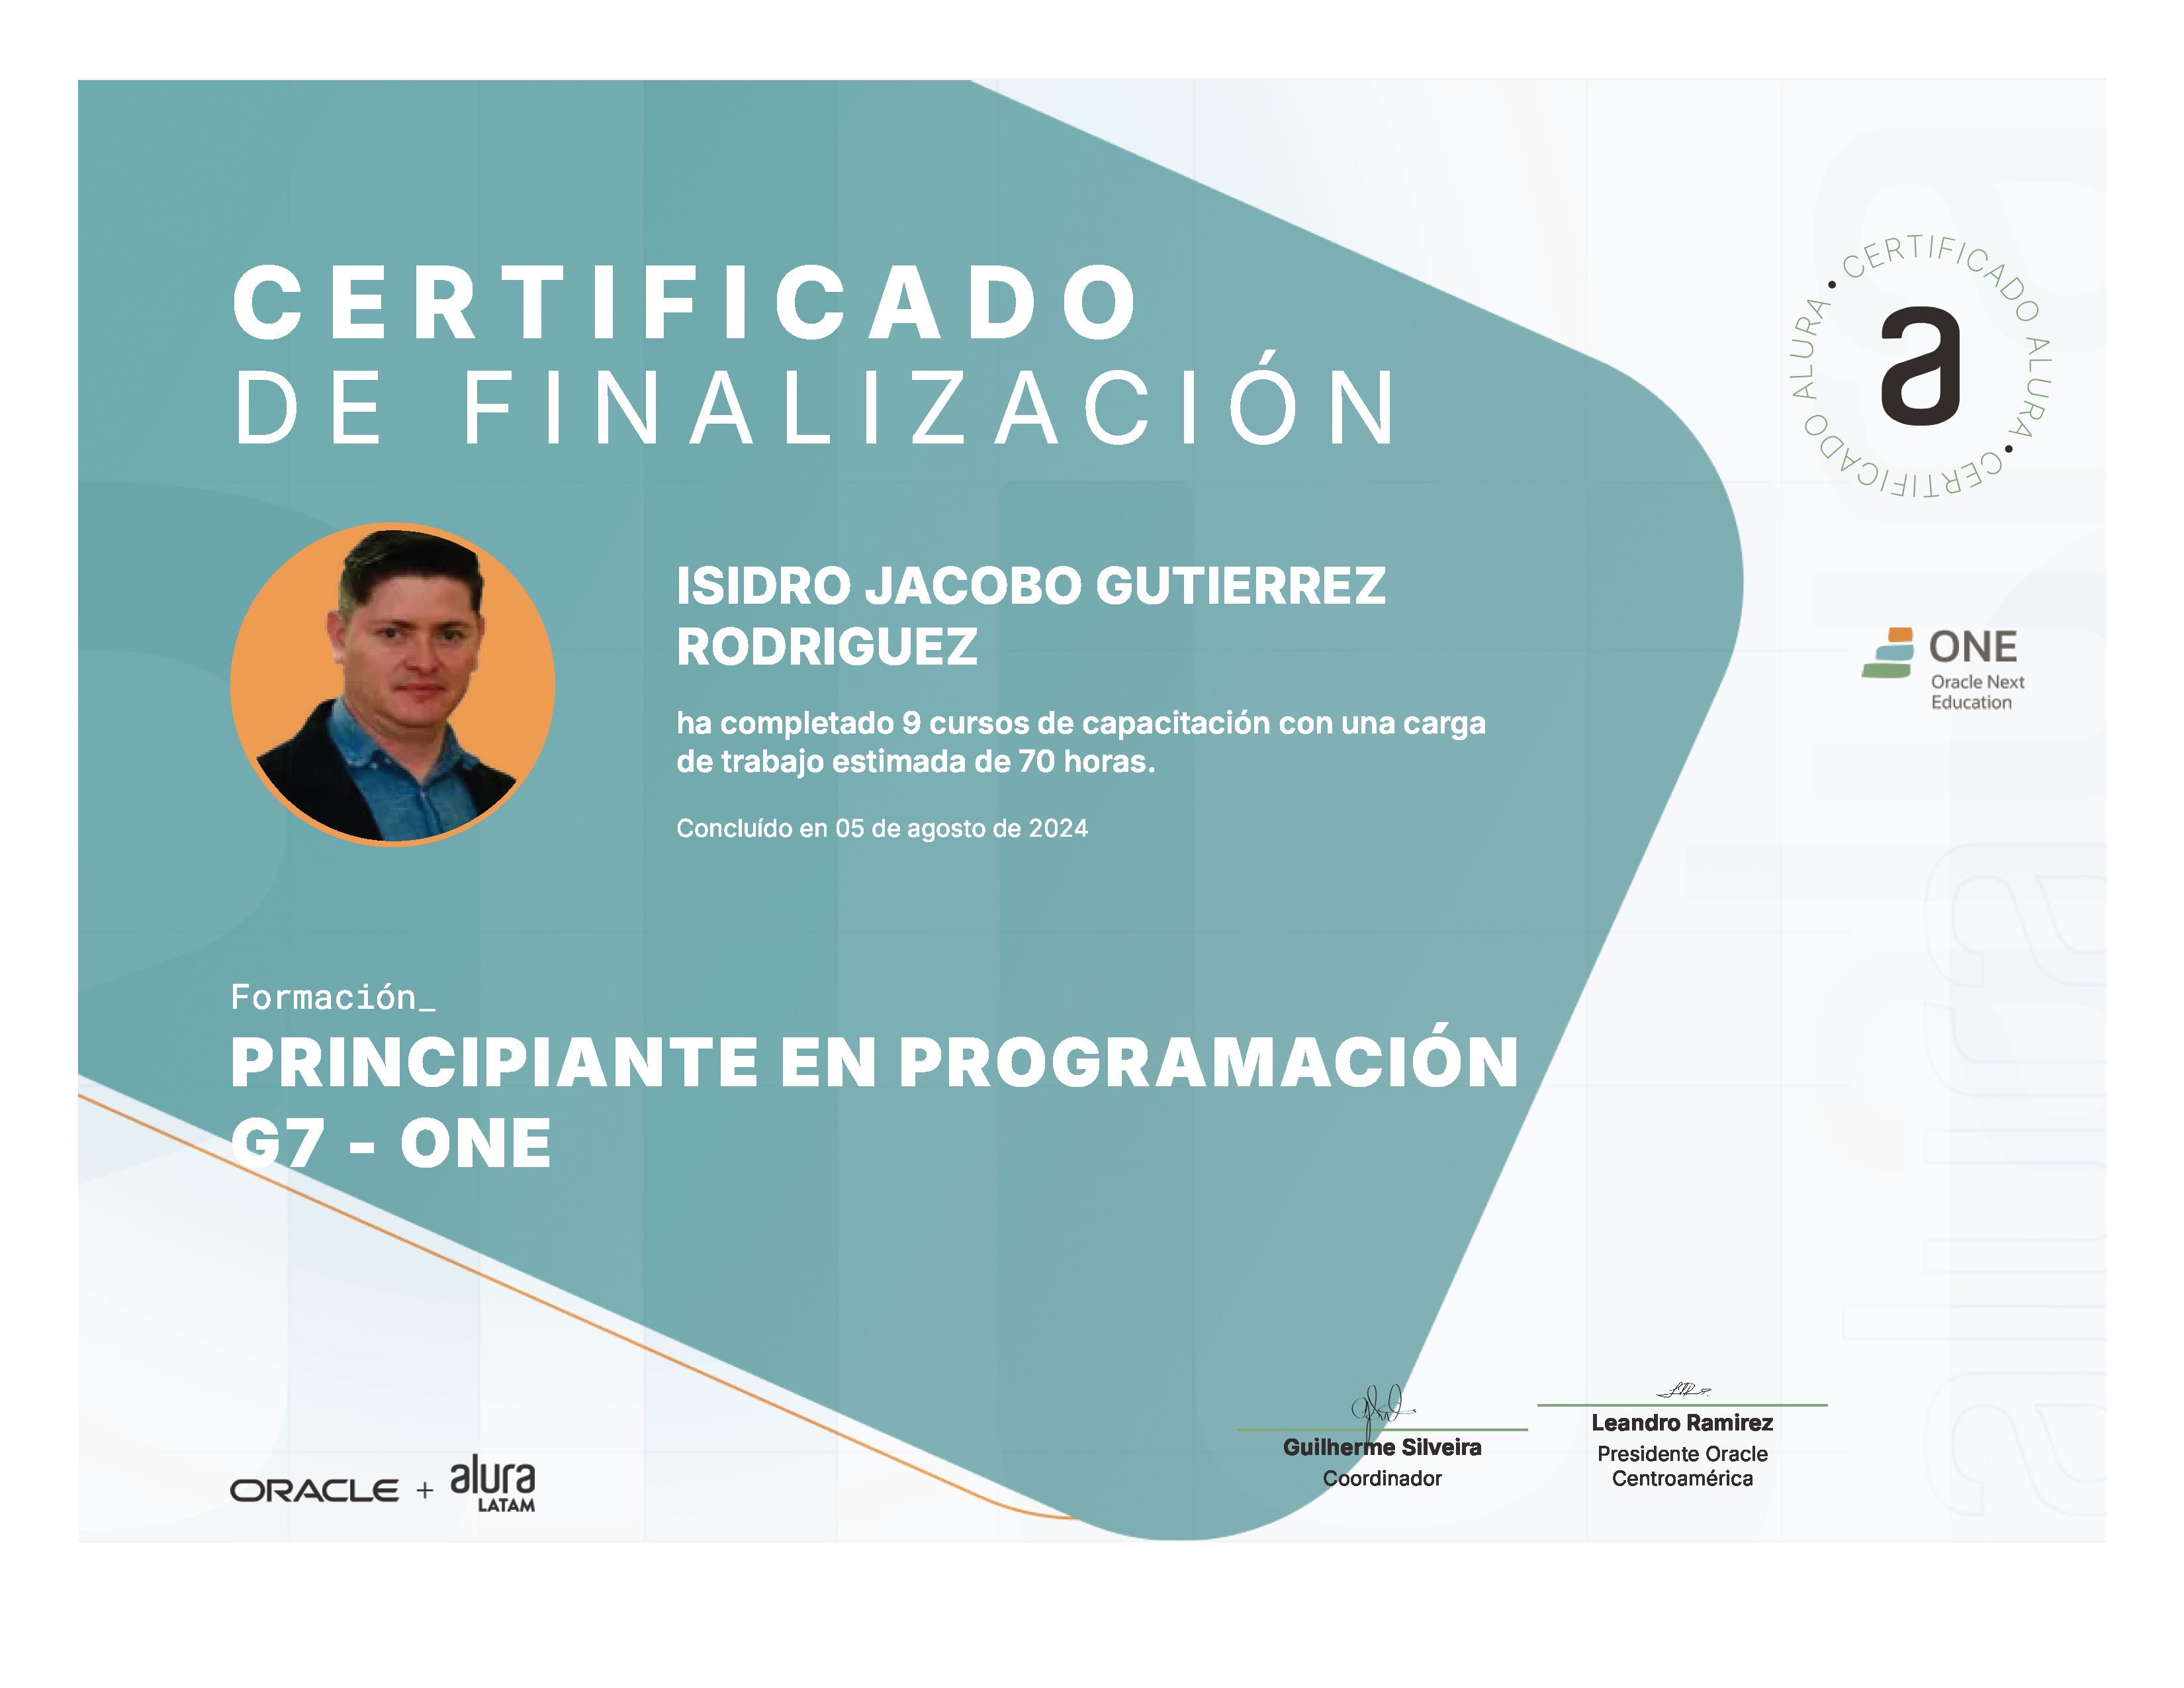 CERTIFICADO
DE FINALIZACIÓN
CERTIFICADO ALURA • CERTIFICADO ALURA •
a
ISIDRO JACOBO GUTIERREZ
RODRIGUEZ
ha completado 9 cursos de capacitación con una carga
de trabajo estimada de 70 horas.
Concluído en 05 de agosto de 2024
ONE
Oracle Next
Education
Formación_
PRINCIPIANTE EN PROGRAMACIÓN
G7 - ONE
ORACLE + alura
LATAM
Guilherme Silveira
Coordinador
Leandro Ramirez
Presidente Oracle
Centroamérica
alura